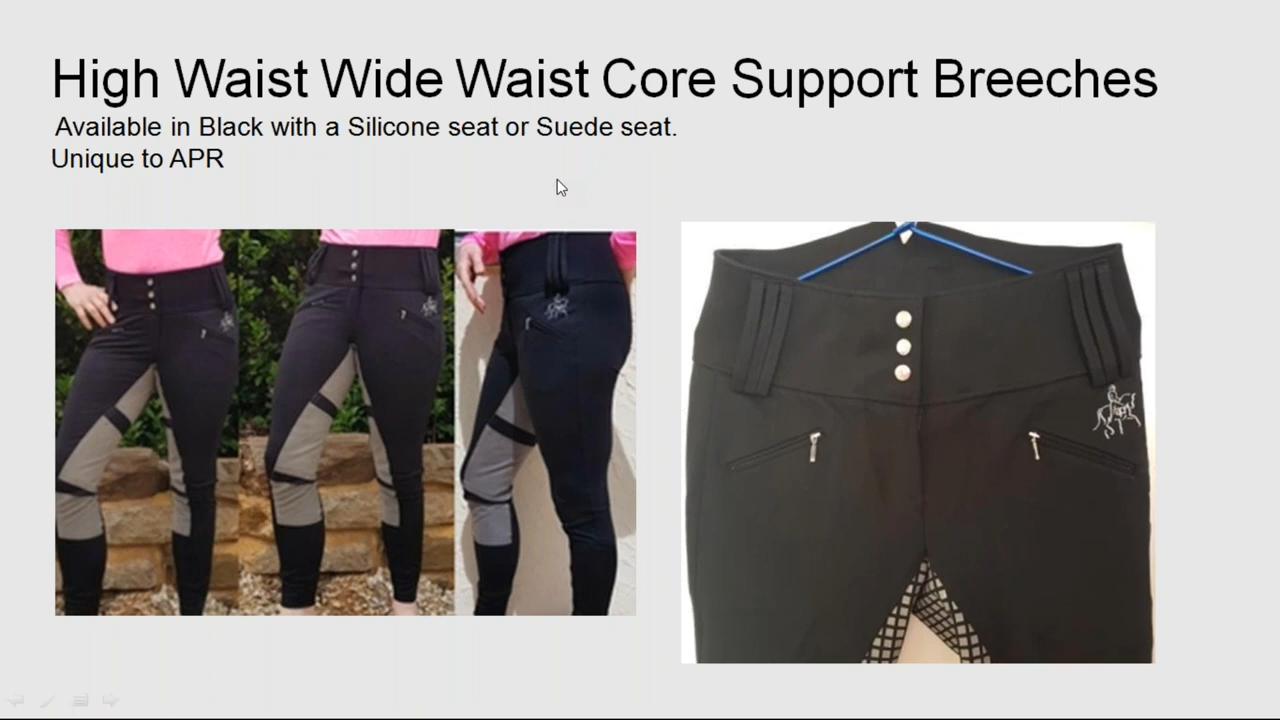 High Waist Wide Waist Core Support Breeches
Available in Black with a Silicone seat or Suede seat.
Unique to APR